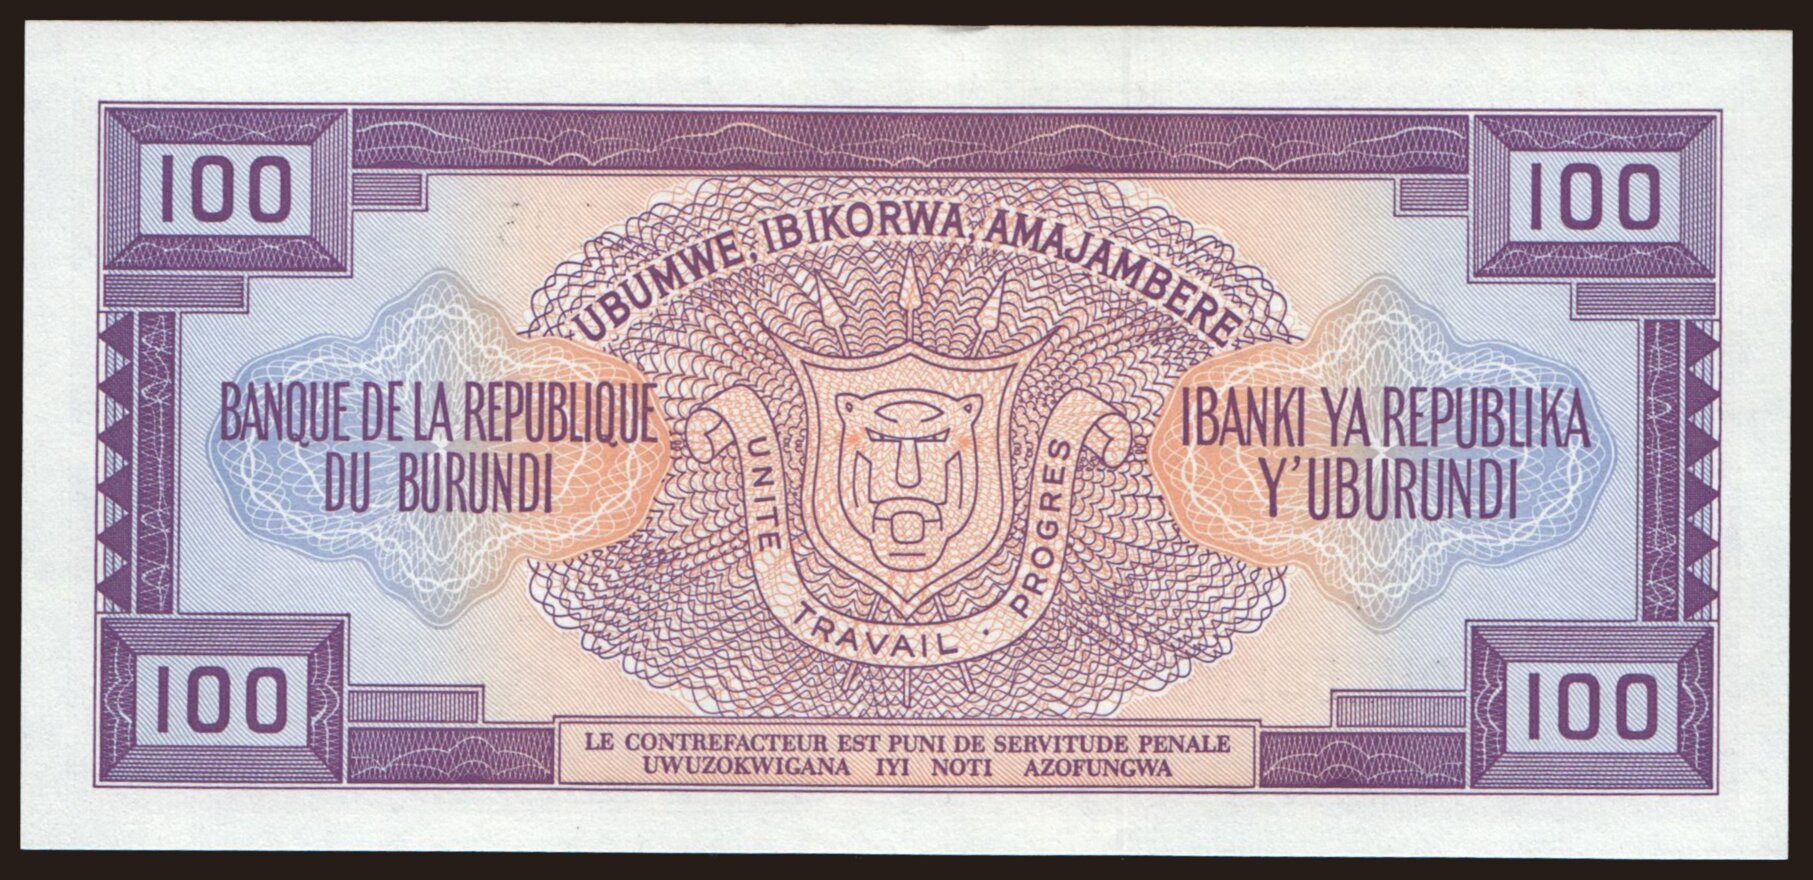 100
100
UBUMWE, IBIKORWA, AMAJAMBERE
BANQUE DE LA REPUBLIQUE
DU BURUNDI
IBANKI YA REPUBLIKA
Y'UBURUNDI
UNITE TRAVAIL · PROGRES
100
100
LE CONTREFACTEUR EST PUNI DE SERVITUDE PENALE
UWUZOKWIGANA IYI NOTI AZOFUNGWA